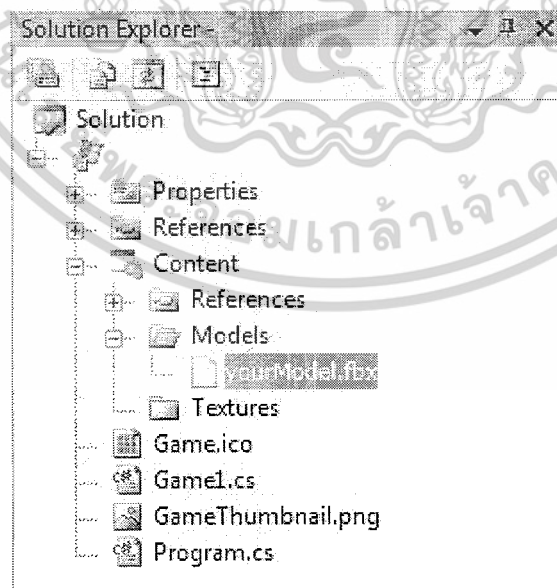 Solution Explorer -
Solution
Properties
References
Content
References
Models
yourModel.fbx
Textures
Game.ico
Game1.cs
GameThumbnail.png
Program.cs